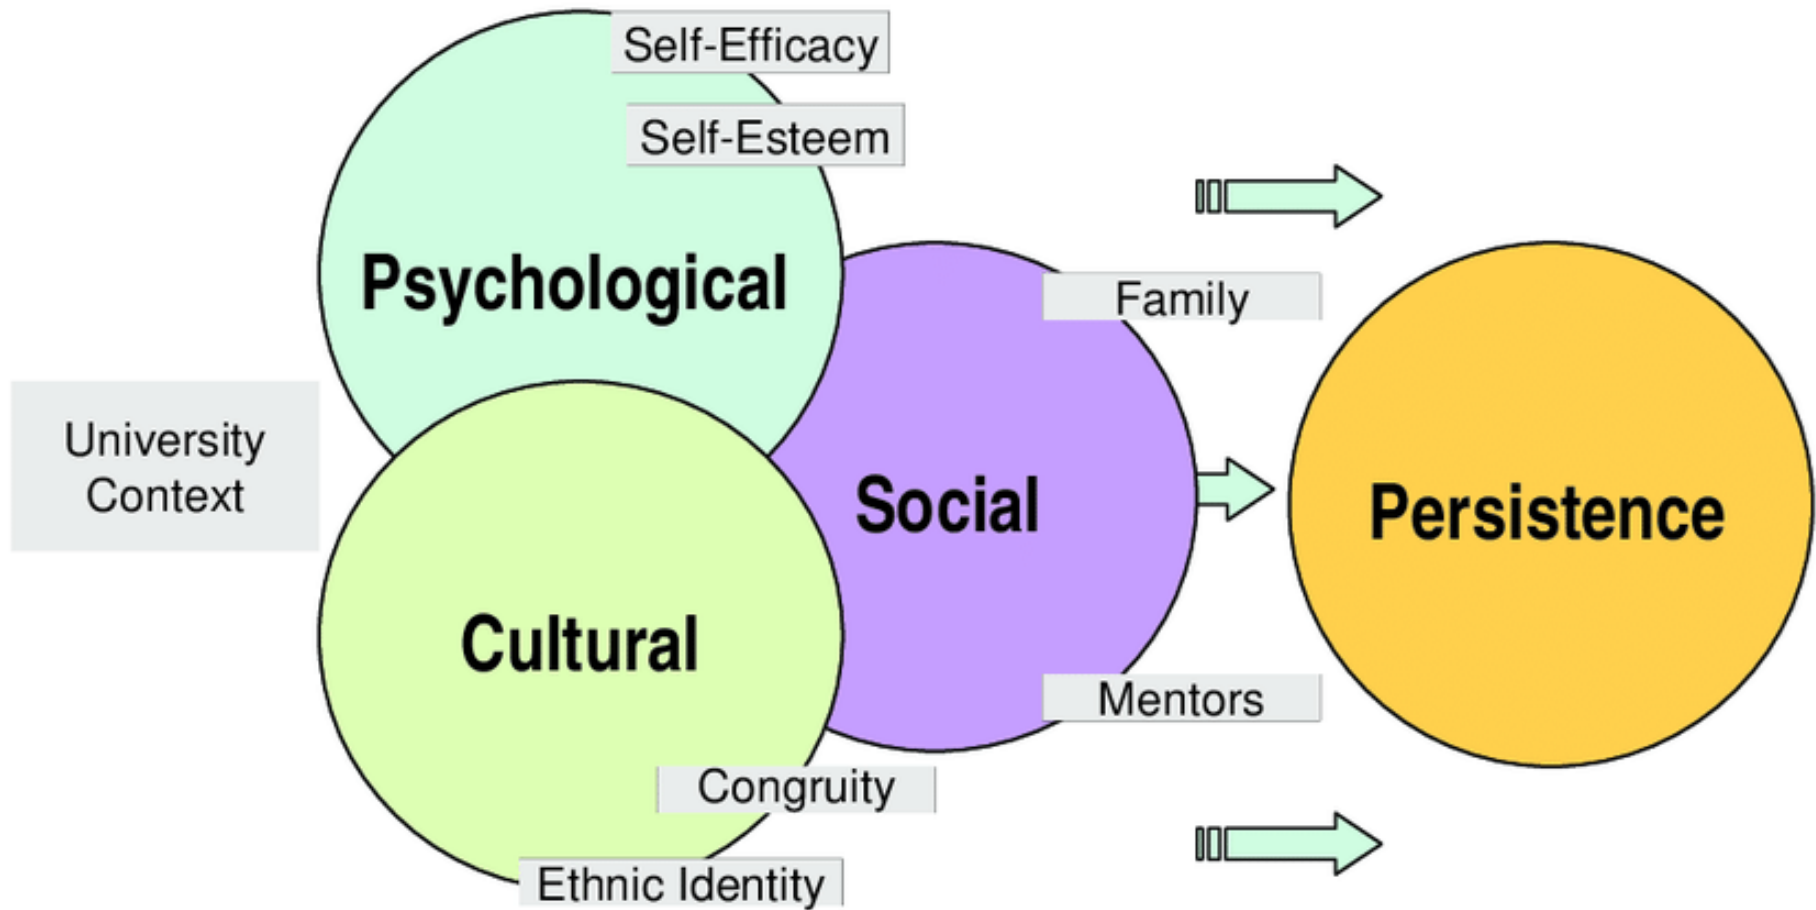 Self-Efficacy
Self-Esteem
Psychological
Family
University
Context
Social
Persistence
Cultural
Mentors
Congruity
Ethnic Identity